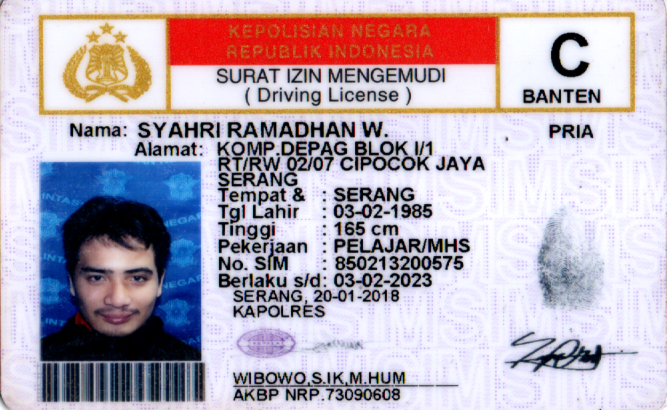 KEPOLISIAN NEGARA
REPUBLIK INDONESIA
SURAT IZIN MENGEMUDI
( Driving License )
C
BANTEN
Nama: SYAHRI RAMADHAN W.
PRIA
Alamat: KOMP.DEPAG BLOK I/1
RT/RW 02/07 CIPOCOK JAYA
SERANG
Tempat & : SERANG
Tgl Lahir : 03-02-1985
Tinggi : 165 cm
Pekerjaan : PELAJAR/MHS
No. SIM : 850213200575
Berlaku s/d: 03-02-2023
SERANG, 20-01-2018
KAPOLRES
WIBOWO,S.IK,M.HUM
AKBP NRP.73090608